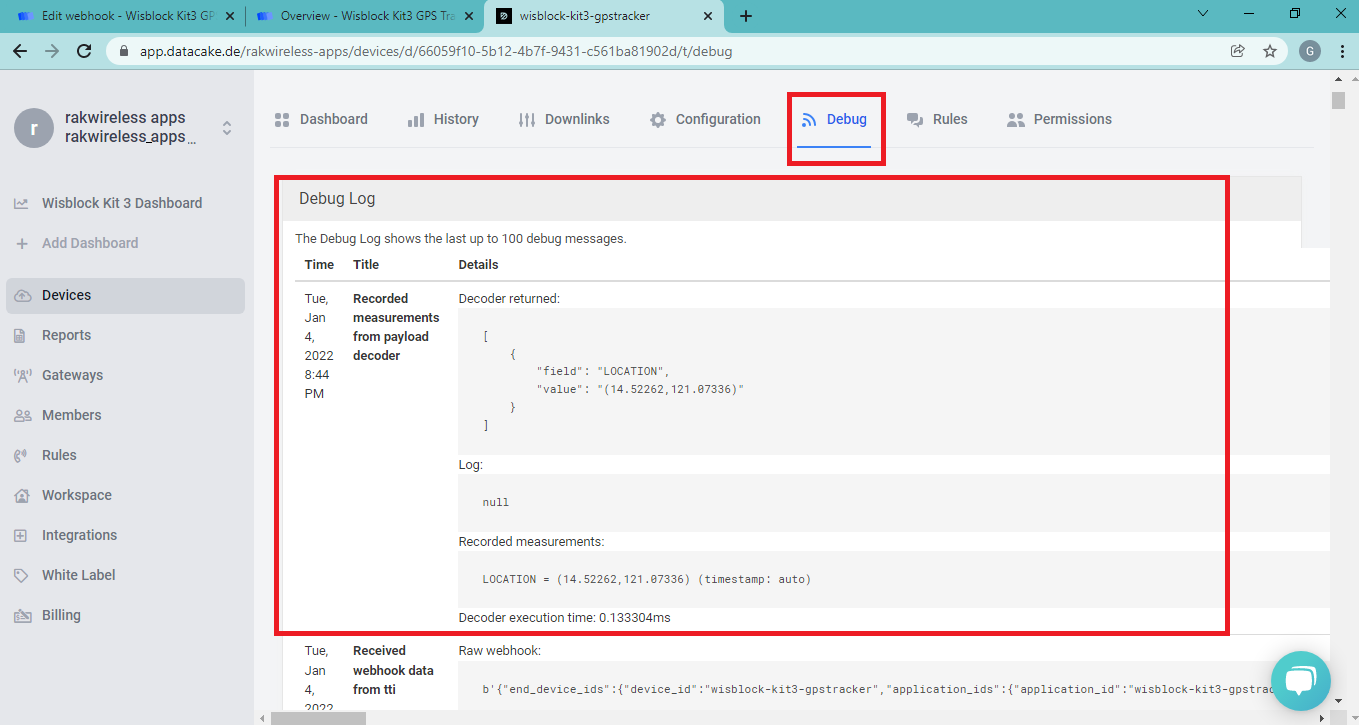 Edit webhook - Wisblock Kit3 GP
Overview - Wisblock Kit3 GPS Tra
wisblock-kit3-gpstracker
app.datacake.de/rakwireless-apps/devices/d/66059f10-5b12-4b7f-9431-c561ba81902d/t/debug
G
r
rakwireless apps
rakwireless_apps_...
Wisblock Kit 3 Dashboard
Add Dashboard
Devices
Reports
Gateways
Members
Rules
Workspace
Integrations
White Label
Billing
Dashboard
History
Downlinks
Configuration
Debug
Rules
Permissions
Debug Log
The Debug Log shows the last up to 100 debug messages.
Time Title Details
Tue,
Jan
4,
2022
8:44
PM
Recorded
measurements
from payload
decoder
Decoder returned:
[
{
"field": "LOCATION",
"value": "(14.52262,121.07336)"
}
]
Log:
null
Recorded measurements:
LOCATION = (14.52262,121.07336) (timestamp: auto)
Decoder execution time: 0.133304ms
Tue,
Jan
4,
2022
Received
webhook data
from tti
Raw webhook:
b'{"end_device_ids":{"device_id":"wisblock-kit3-gpstracker","application_ids":{"application_id":"wisblock-kit3-gpstrac